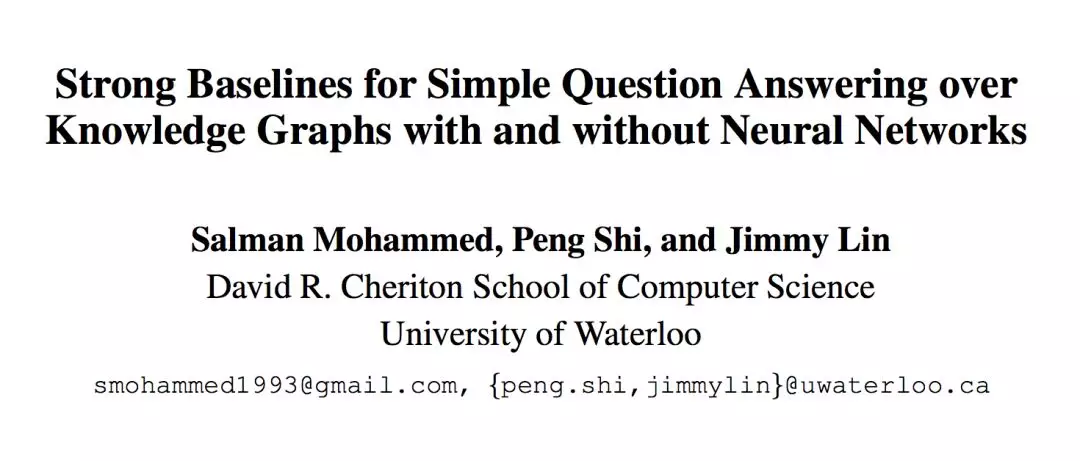 Strong Baselines for Simple Question Answering over
Knowledge Graphs with and without Neural Networks
Salman Mohammed, Peng Shi, and Jimmy Lin
David R. Cheriton School of Computer Science
University of Waterloo
smohammed1993@gmail.com, {peng.shi,jimmylin}@uwaterloo.ca